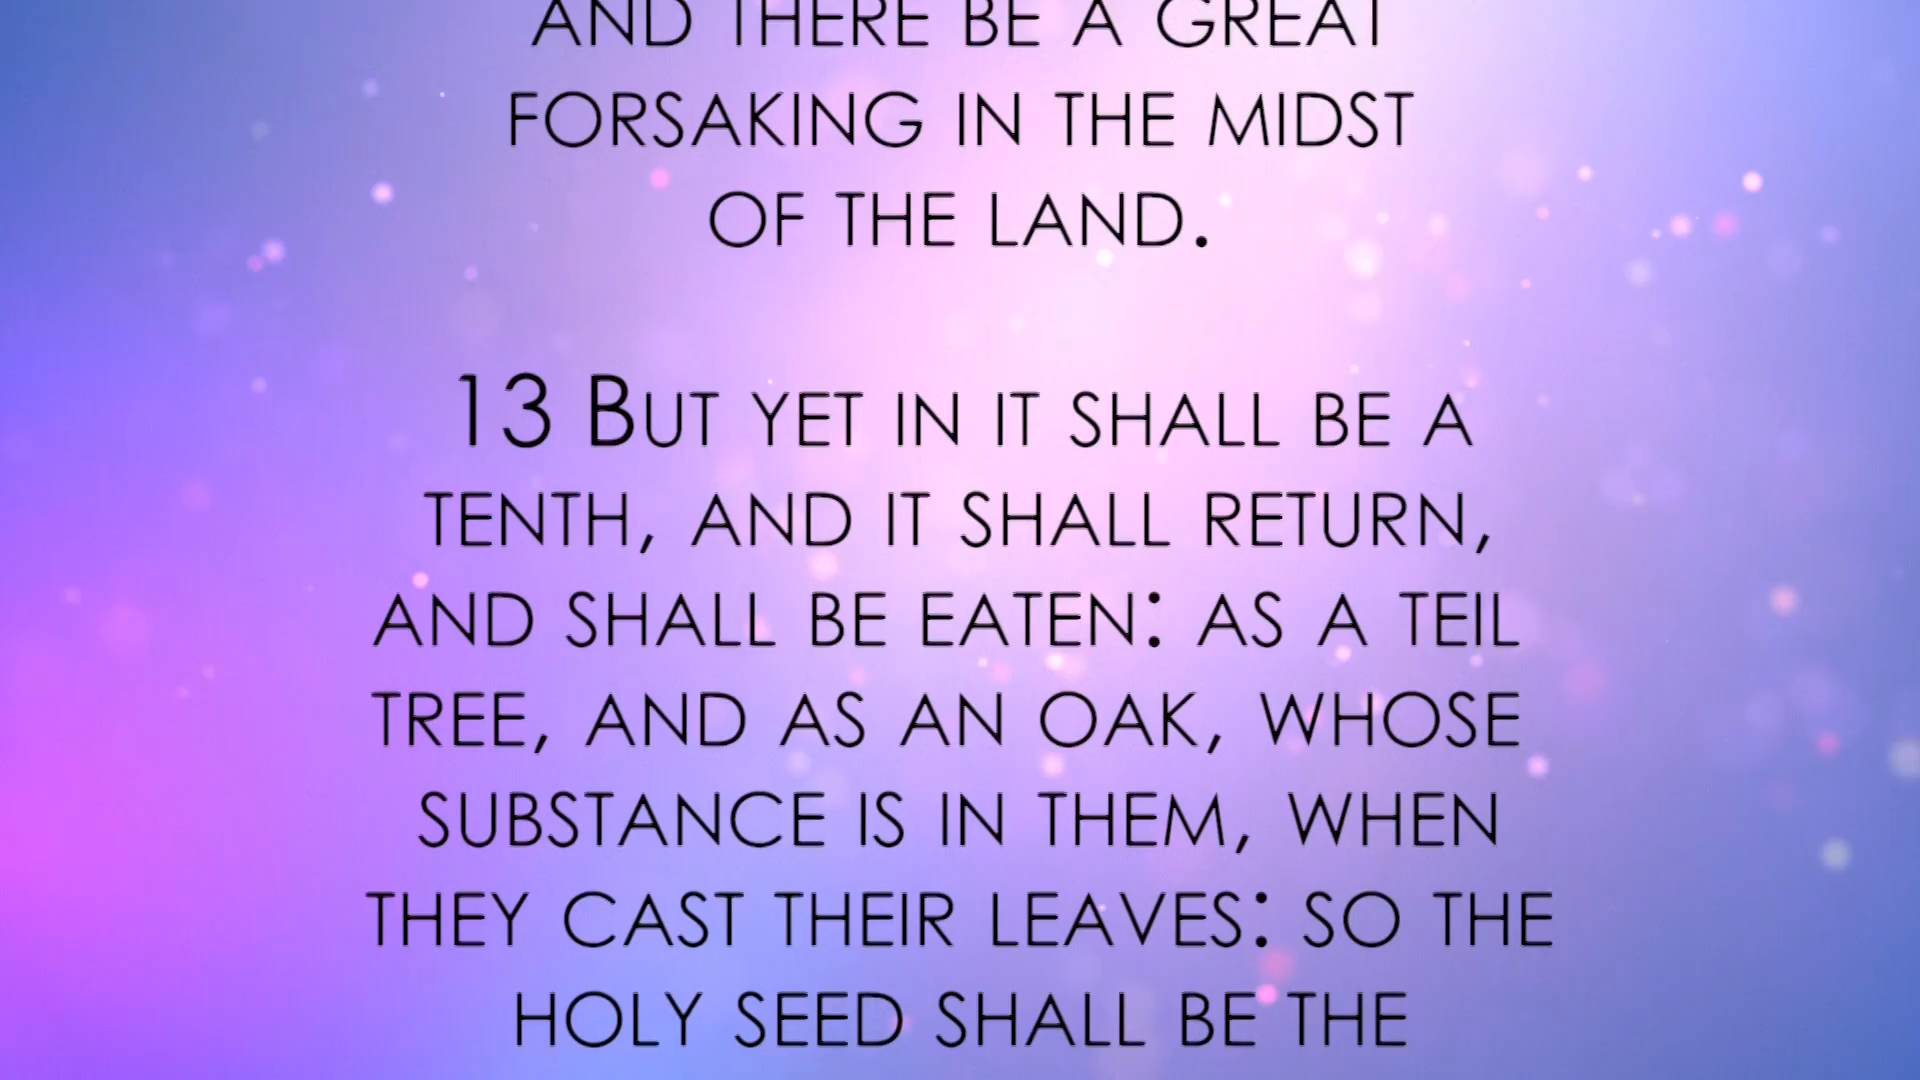 AND THERE BE A GREAT
FORSAKING IN THE MIDST
OF THE LAND.
13 BUT YET IN IT SHALL BE A
TENTH, AND IT SHALL RETURN,
AND SHALL BE EATEN: AS A TEIL
TREE, AND AS AN OAK, WHOSE
SUBSTANCE IS IN THEM, WHEN
THEY CAST THEIR LEAVES: SO THE
HOLY SEED SHALL BE THE